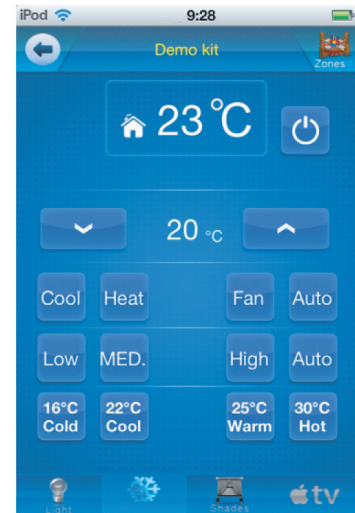 iPod 9:28
Demo kit
Zones
23 °C
20 °C
Cool Heat Fan Auto
Low MED. High Auto
16°C 22°C 25°C 30°C
Cold Cool Warm Hot
Light Shades tv